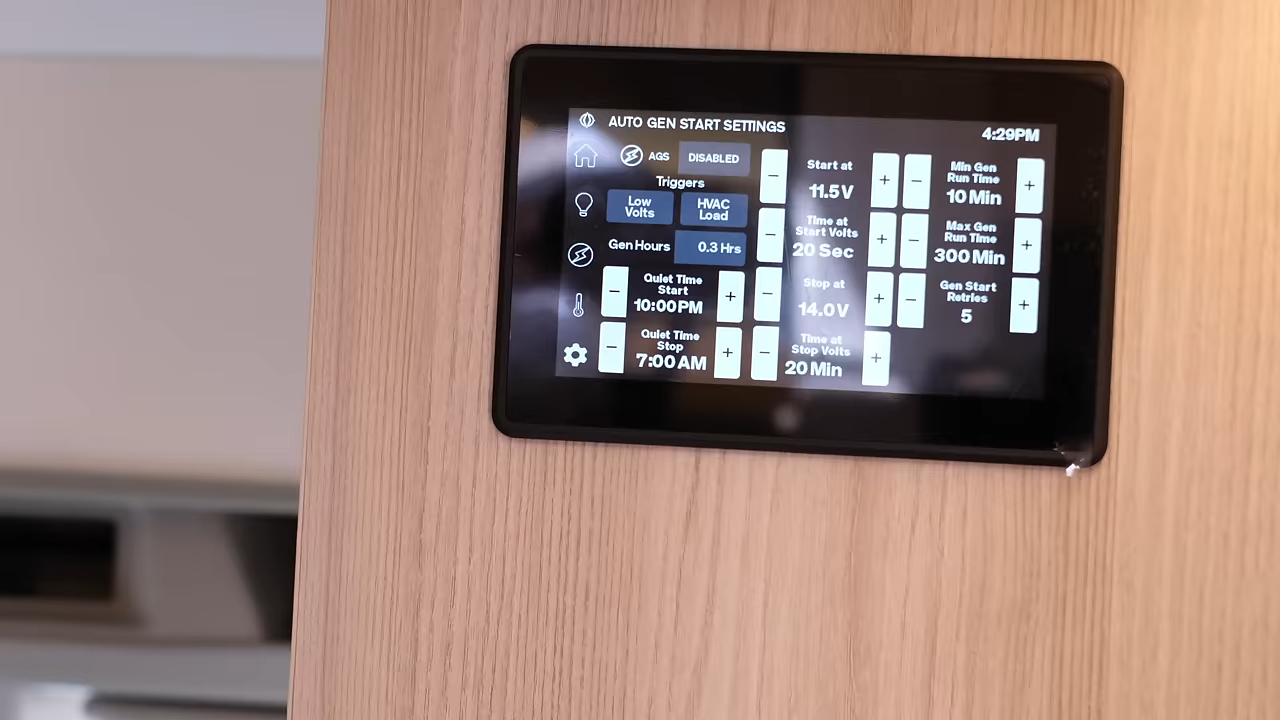 AUTO GEN START SETTINGS
4:29PM
AGS
DISABLED
Triggers
Low
Volts
HVAC
Load
Gen Hours
0.3 Hrs
Quiet Time
Start
10:00PM
Quiet Time
Stop
7:00 AM
Start at
11.5V
Time at
Start Volts
20 Sec
Stop at
14.0V
Time at
Stop Volts
20 Min
Min Gen
Run Time
10 Min
Max Gen
Run Time
300 Min
Gen Start
Retries
5